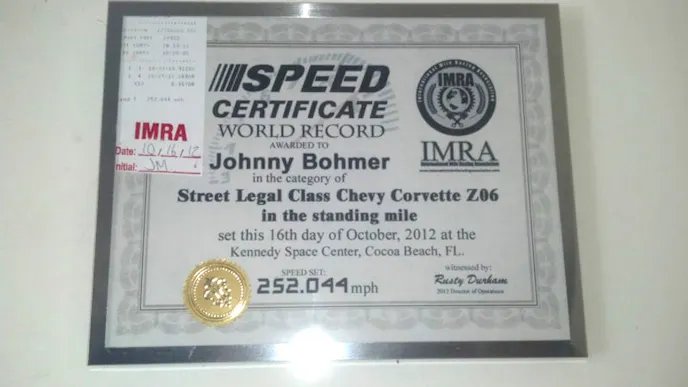 IMRA
Date: 10/16/12
Initial: JM
SPEED
CERTIFICATE
WORLD RECORD
AWARDED TO
Johnny Bohmer
in the category of
Street Legal Class Chevy Corvette Z06
in the standing mile
set this 16th day of October, 2012 at the
Kennedy Space Center, Cocoa Beach, FL.
SPEED SET:
252.044 mph
IMRA
IMRA
witnessed by:
Rusty Durham
2012 Director of Operations